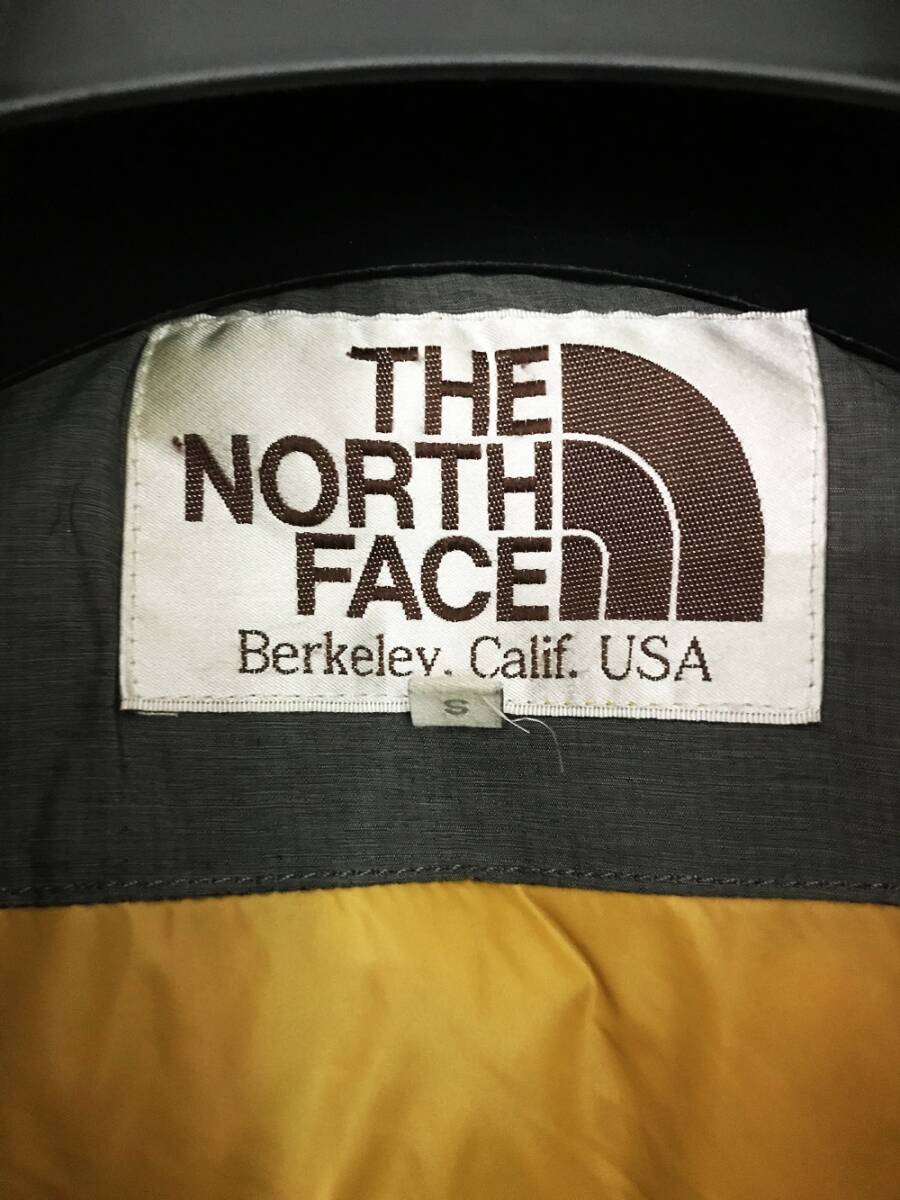 THE
NORTH
FACE
Berkeley, Calif. USA
S